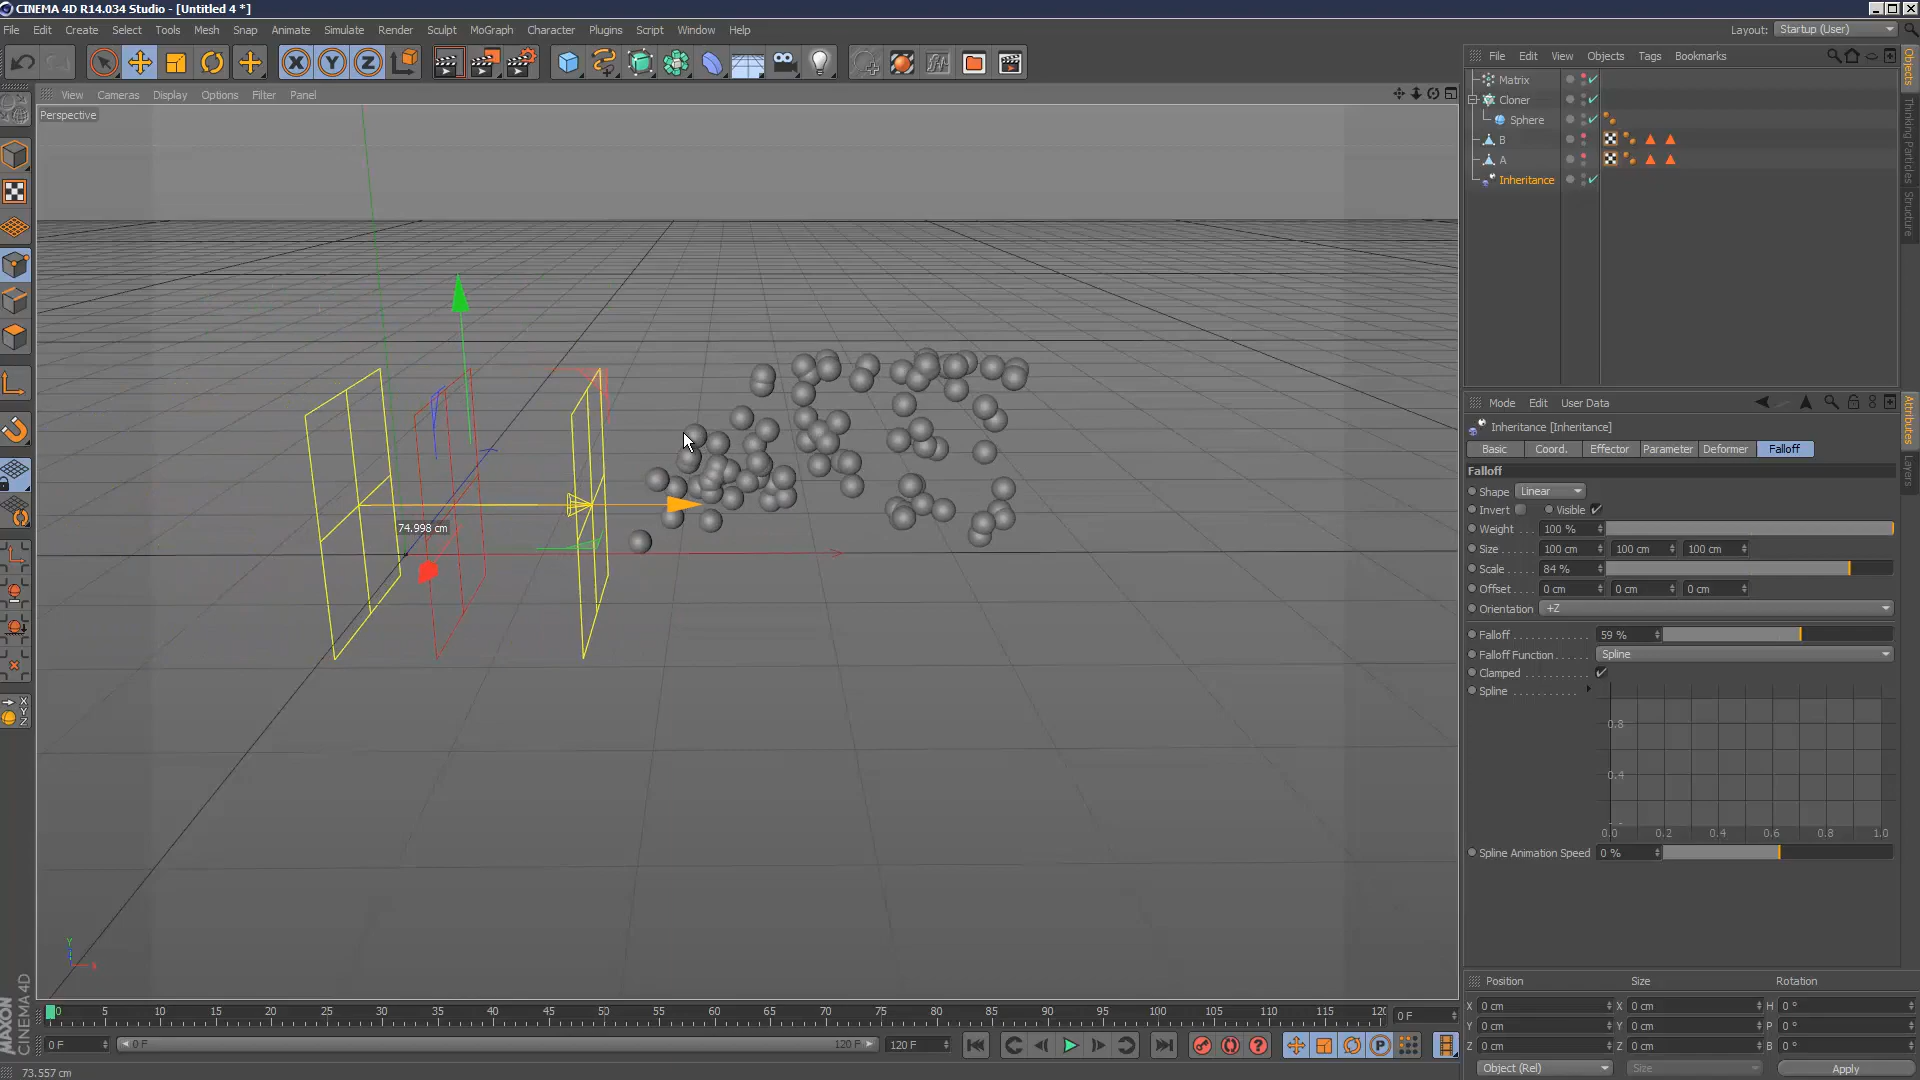 CINEMA 4D R14.034 Studio - [Untitled 4 *]
File Edit Create Select Tools Mesh Snap Animate Simulate Render Sculpt MoGraph Character Plugins Script Window Help
Layout: Startup (User)
View Cameras Display Options Filter Panel
Perspective
74.998 cm
File Edit View Objects Tags Bookmarks
Matrix
Cloner
Sphere
B
A
Inheritance
Objects
Thinking Particles
Structure
Mode Edit User Data
Inheritance [Inheritance]
Basic Coord. Effector Parameter Deformer Falloff
Falloff
Shape Linear
Invert Visible
Weight 100 %
Size 100 cm 100 cm 100 cm
Scale 84 %
Offset 0 cm 0 cm 0 cm
Orientation +Z
Falloff 59 %
Falloff Function Spline
Clamped
Spline
0.8
0.4
0.0 0.2 0.4 0.6 0.8 1.0
Spline Animation Speed 0 %
Attributes
Layers
X
Y
Z
Y
X
MAXON
CINEMA 4D
0 5 10 15 20 25 30 35 40 45 50 55 60 65 70 75 80 85 90 95 100 105 110 115 120 0 F
0 F 0 F 120 F 120 F
Position Size Rotation
X 0 cm X 0 cm H 0 °
Y 0 cm Y 0 cm P 0 °
Z 0 cm Z 0 cm B 0 °
Object (Rel) Size Apply
73.557 cm